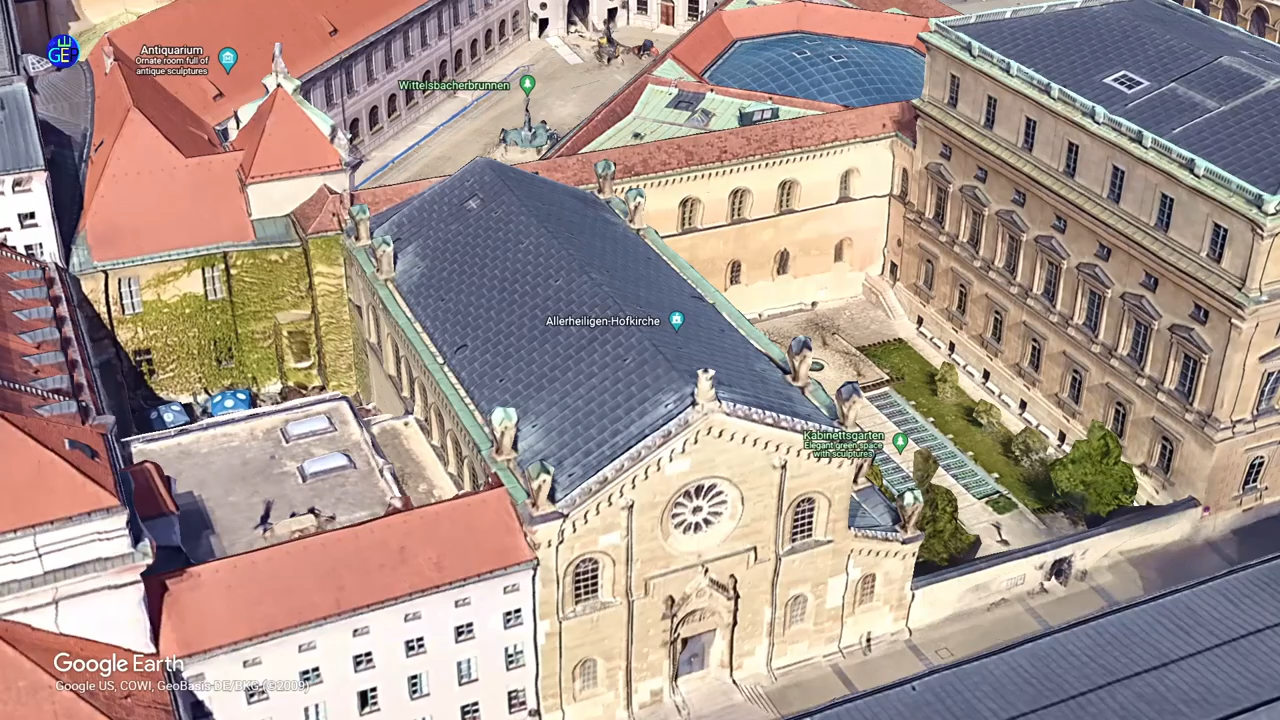 GEP
Antiquarium
Ornate room full of
antique sculptures
Wittelsbacherbrunnen
Allerheiligen-Hofkirche
Kabinettsgarten
Elegant green space
with sculptures
Google Earth
Google US, COWI, GeoBasis-DE/BKG (©2009)